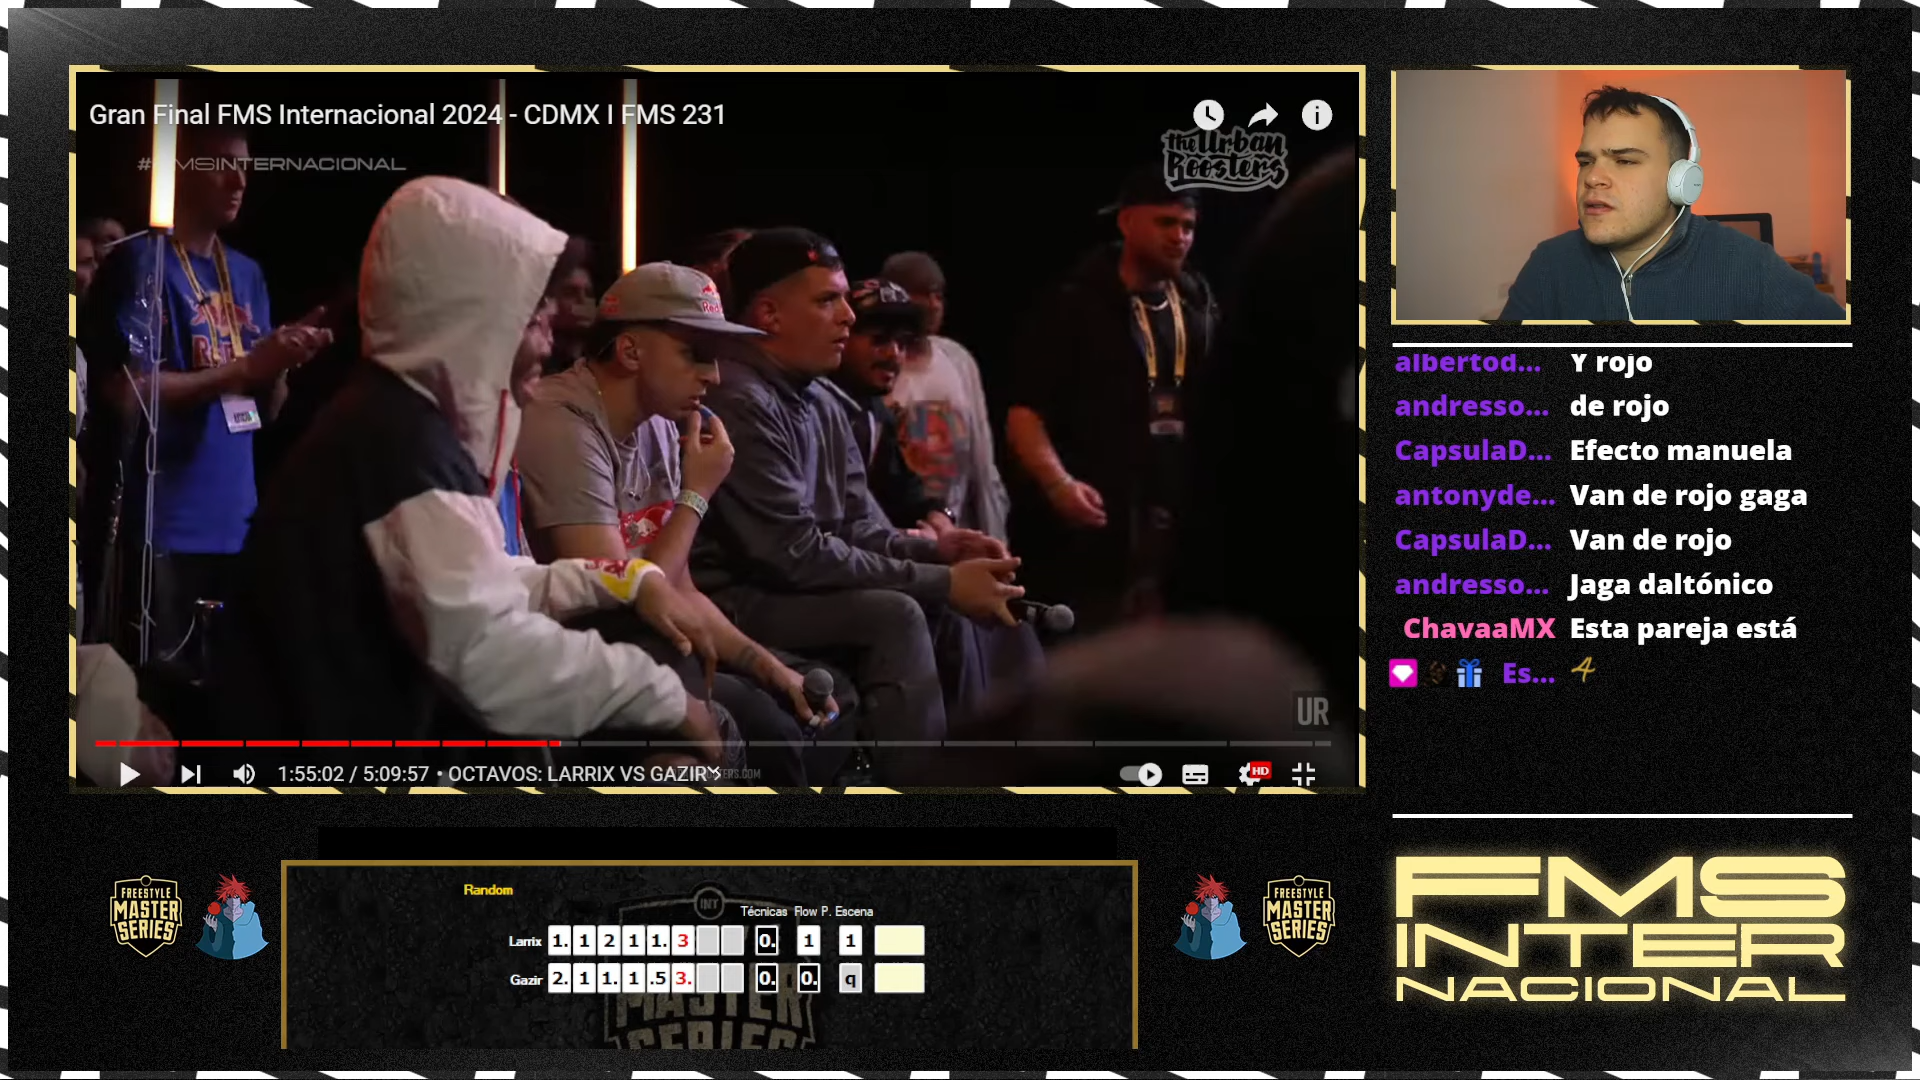 Gran Final FMS Internacional 2024 - CDMX I FMS 231
#FMSINTERNACIONAL
the Urban Roosters
UR
1:55:02 / 5:09:57 • OCTAVOS: LARRIX VS GAZIR
HD
albertod... Y rojo
andresso... de rojo
CapsulaD... Efecto manuela
antonyde... Van de rojo gaga
CapsulaD... Van de rojo
andresso... Jaga daltónico
ChavaaMX Esta pareja está
Es...
FREESTYLE
MASTER
SERIES
Random
INT
Técnicas Flow P. Escena
Larrix 1. 1 2 1 1. 3 0. 1 1
Gazir 2. 1 1. 1 .5 3. 0. 0. q
MASTER
SERIES
FREESTYLE
MASTER
SERIES
FMS
INTER
NACIONAL